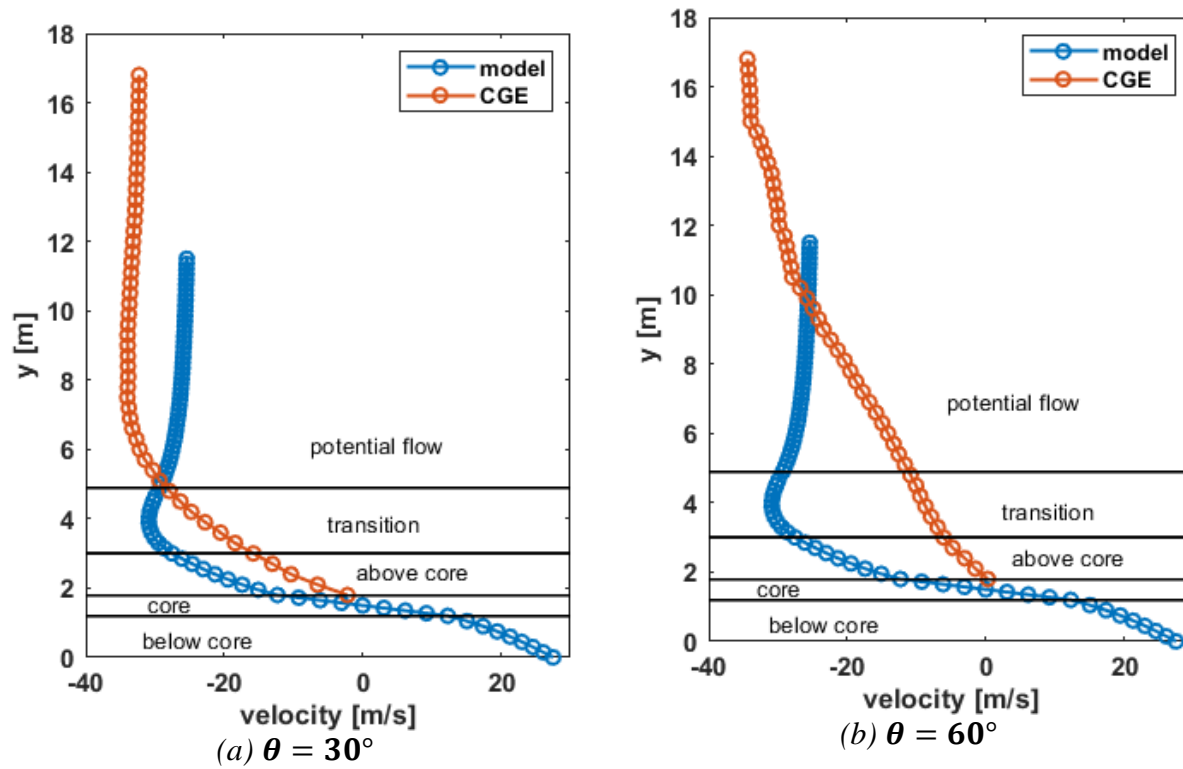 18
16
14
12
10
8
6
4
2
0
y [m]
model
CGE
potential flow
transition
above core
core
below core
-40
-20
0
20
velocity [m/s]
(a) θ = 30°
18
16
14
12
10
8
6
4
2
0
y [m]
model
CGE
potential flow
transition
above core
core
below core
-40
-20
0
20
velocity [m/s]
(b) θ = 60°